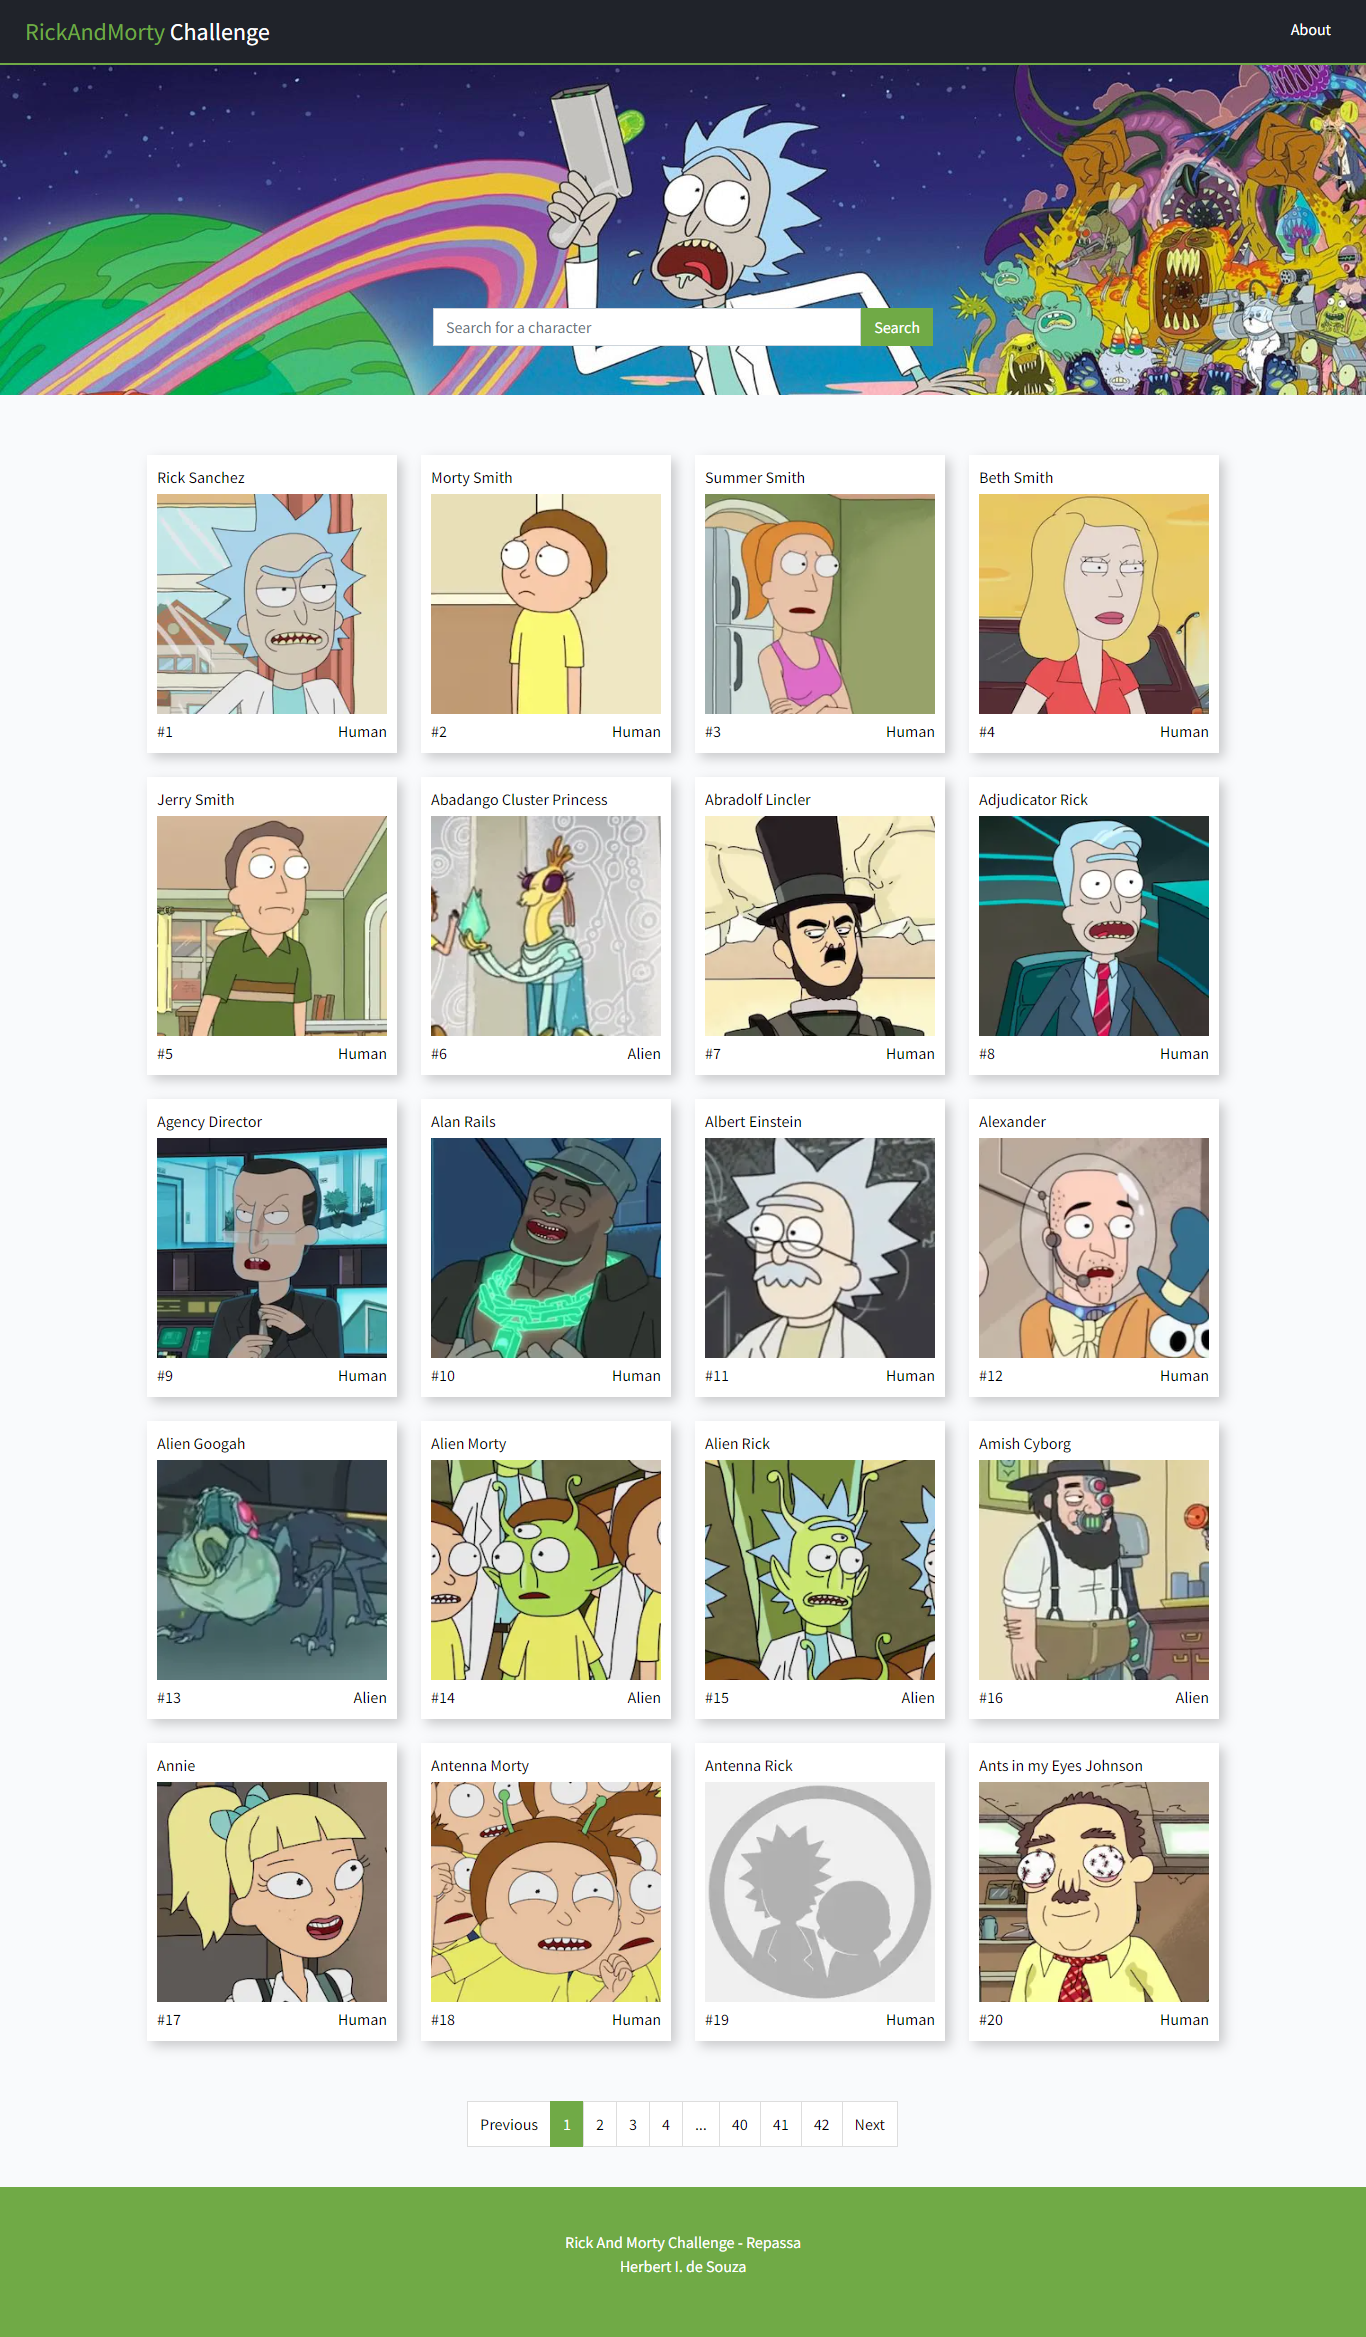 RickAndMorty Challenge
About
Search for a character
Search
Rick Sanchez
Morty Smith
Summer Smith
Beth Smith
#1 Human
#2 Human
#3 Human
#4 Human
Jerry Smith
Abadango Cluster Princess
Abradolf Lincler
Adjudicator Rick
#5 Human
#6 Alien
#7 Human
#8 Human
Agency Director
Alan Rails
Albert Einstein
Alexander
#9 Human
#10 Human
#11 Human
#12 Human
Alien Googah
Alien Morty
Alien Rick
Amish Cyborg
#13 Alien
#14 Alien
#15 Alien
#16 Alien
Annie
Antenna Morty
Antenna Rick
Ants in my Eyes Johnson
#17 Human
#18 Human
#19 Human
#20 Human
Previous 1 2 3 4 ... 40 41 42 Next
Rick And Morty Challenge - Repassa
Herbert I. de Souza